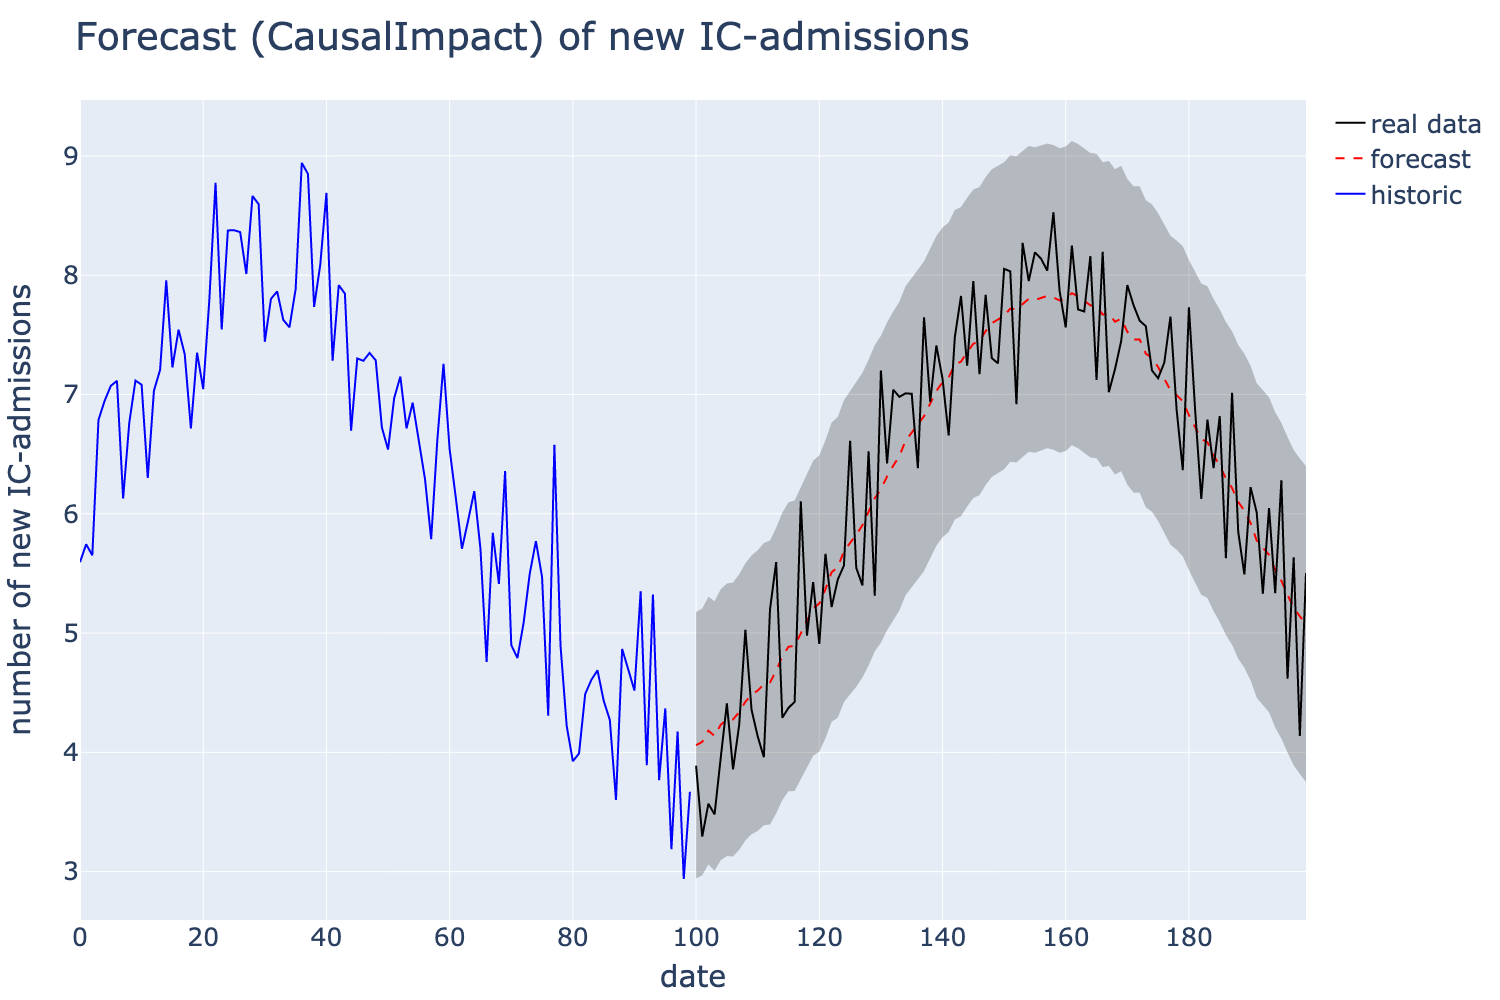 Forecast (CausalImpact) of new IC-admissions
real data
forecast
historic
number of new IC-admissions
9
8
7
6
5
4
3
0 20 40 60 80 100 120 140 160 180
date